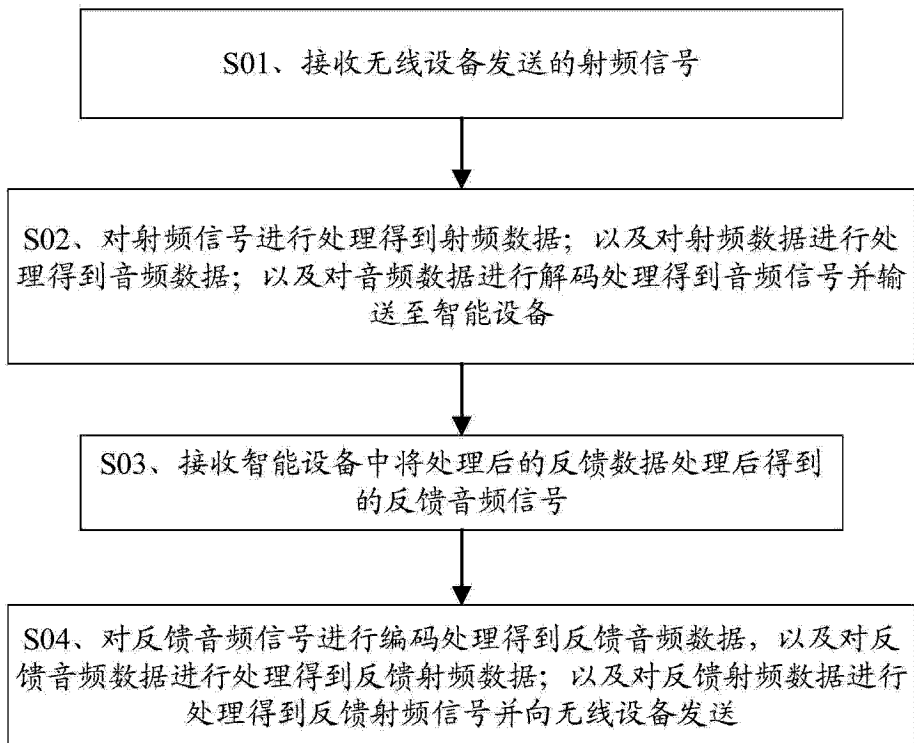 S01、接收无线设备发送的射频信号
S02、对射频信号进行处理得到射频数据；以及对射频数据进行处
理得到音频数据；以及对音频数据进行解码处理得到音频信号并输
送至智能设备
S03、接收智能设备中将处理后的反馈数据处理后得到
的反馈音频信号
S04、对反馈音频信号进行编码处理得到反馈音频数据，以及对反
馈音频数据进行处理得到反馈射频数据；以及对反馈射频数据进行
处理得到反馈射频信号并向无线设备发送